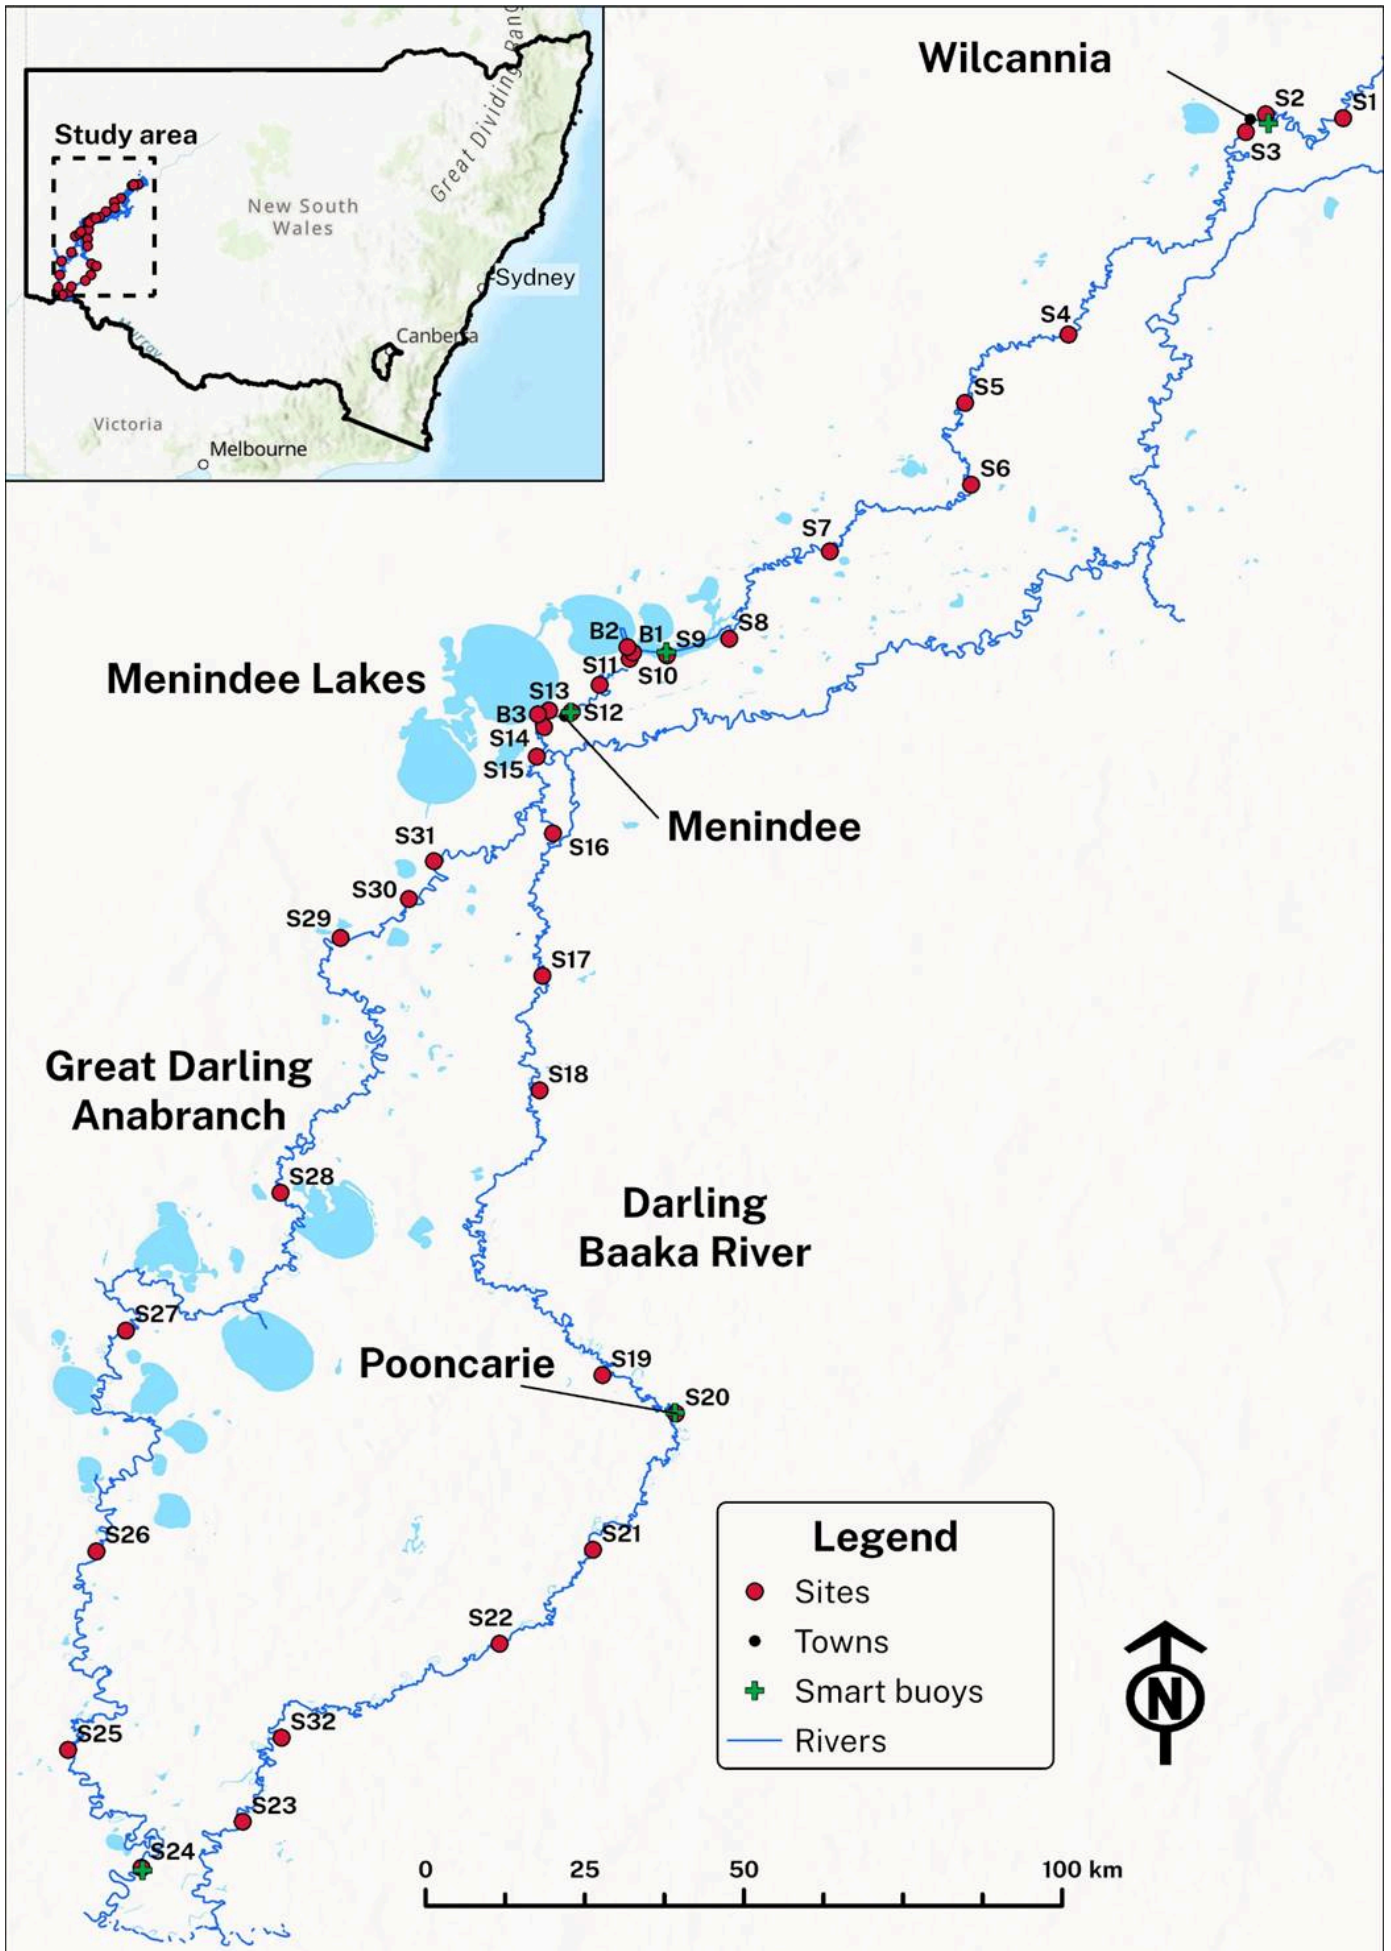 Great Dividing Rang
Study area
New South
Wales
Sydney
Canberra
Murray
Victoria
Melbourne
Wilcannia
S2
S1
S3
S4
S5
S6
S7
S8
B2
B1
S9
S11
S10
Menindee Lakes
S13
B3
S12
S14
S15
Menindee
S31
S16
S30
S29
S17
Great Darling
Anabranch
S18
S28
Darling
Baaka River
S27
Pooncarie
S19
S20
S26
S21
S22
Legend
Sites
Towns
Smart buoys
Rivers
N
S25
S32
S23
S24
0
25
50
100 km